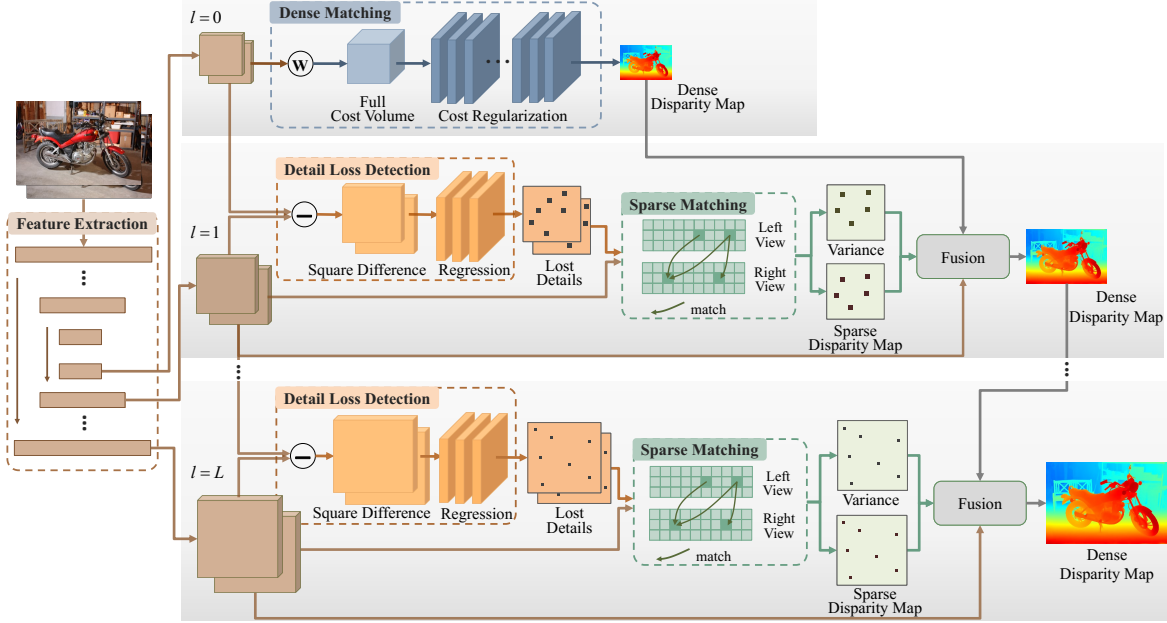 Feature Extraction
l = 0
Dense Matching
W
Full
Cost Volume
Cost Regularization
Dense
Disparity Map
l = 1
Detail Loss Detection
Square Difference
Regression
Lost
Details
Sparse Matching
Left
View
Right
View
match
Variance
Sparse
Disparity Map
Fusion
Dense
Disparity Map
l = L
Detail Loss Detection
Square Difference
Regression
Lost
Details
Sparse Matching
Left
View
Right
View
match
Variance
Sparse
Disparity Map
Fusion
Dense
Disparity Map